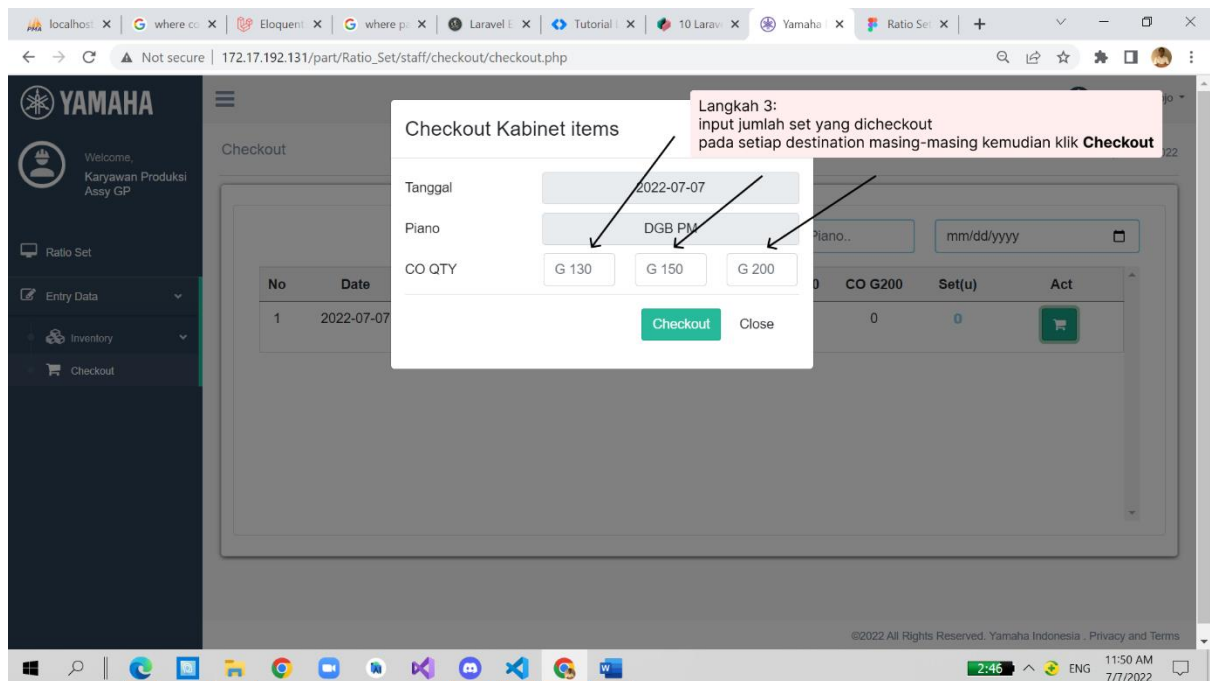 localhost
where co
Eloquent
where pa
Laravel E
Tutorial
10 Larav
Yamaha
Ratio Set
Not secure
172.17.192.131/part/Ratio_Set/staff/checkout/checkout.php
YAMAHA
Welcome,
Karyawan Produksi
Assy GP
Ratio Set
Entry Data
Inventory
Checkout
Checkout
Langkah 3:
input jumlah set yang dicheckout
pada setiap destination masing-masing kemudian klik Checkout
Checkout Kabinet items
Tanggal 2022-07-07
Piano DGB PM
CO QTY G 130 G 150 G 200
Checkout Close
Piano.. mm/dd/yyyy
No Date CO G200 Set(u) Act
1 2022-07-07 0 0
©2022 All Rights Reserved. Yamaha Indonesia . Privacy and Terms
2:46 ENG 11:50 AM
7/7/2022